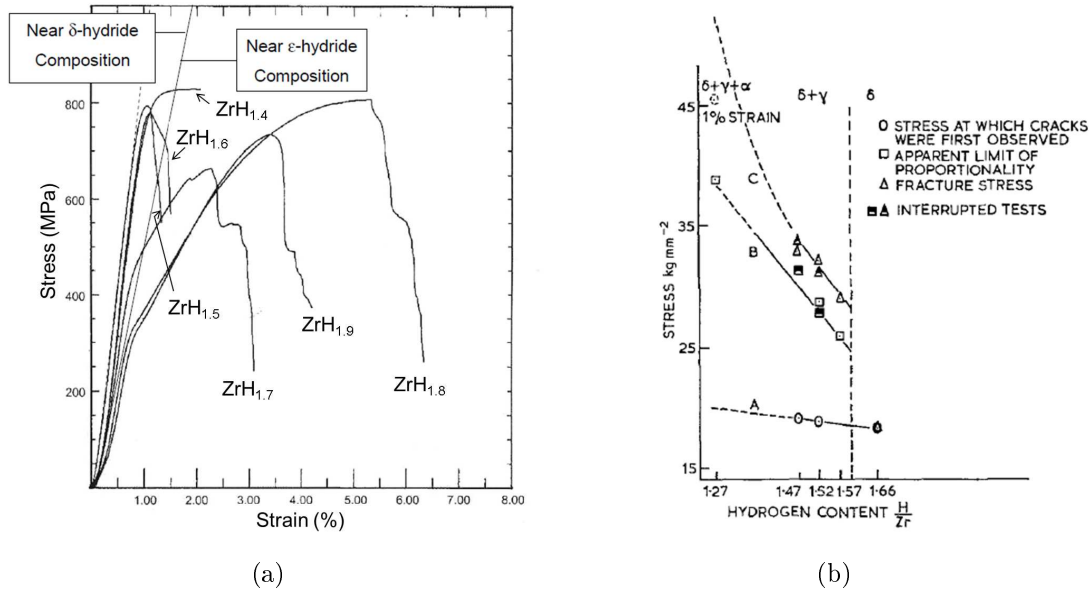 Near δ-hydride
Composition
Near ε-hydride
Composition
ZrH1.4
ZrH1.6
ZrH1.5
ZrH1.7
ZrH1.9
ZrH1.8
Stress (MPa)
800
600
400
200
1.00 2.00 3.00 4.00 5.00 6.00 7.00 8.00
Strain (%)
(a)
δ+γ+α
1% STRAIN
δ+γ
δ
STRESS AT WHICH CRACKS
WERE FIRST OBSERVED
APPARENT LIMIT OF
PROPORTIONALITY
FRACTURE STRESS
INTERRUPTED TESTS
C
B
A
STRESS kg mm−2
45
35
25
15
1·27 1·47 1·52 1·57 1·66
HYDROGEN CONTENT H/Zr
(b)